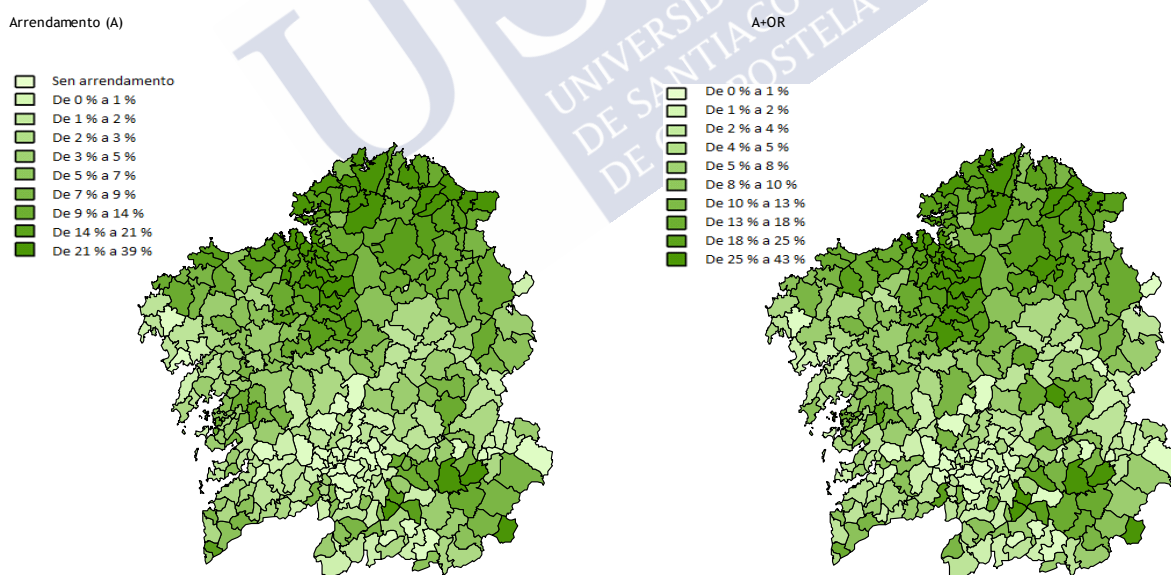 Arrendamento (A)
Sen arrendamento
De 0 % a 1 %
De 1 % a 2 %
De 2 % a 3 %
De 3 % a 5 %
De 5 % a 7 %
De 7 % a 9 %
De 9 % a 14 %
De 14 % a 21 %
De 21 % a 39 %
A+OR
De 0 % a 1 %
De 1 % a 2 %
De 2 % a 4 %
De 4 % a 5 %
De 5 % a 8 %
De 8 % a 10 %
De 10 % a 13 %
De 13 % a 18 %
De 18 % a 25 %
De 25 % a 43 %
DE SANTIAGO